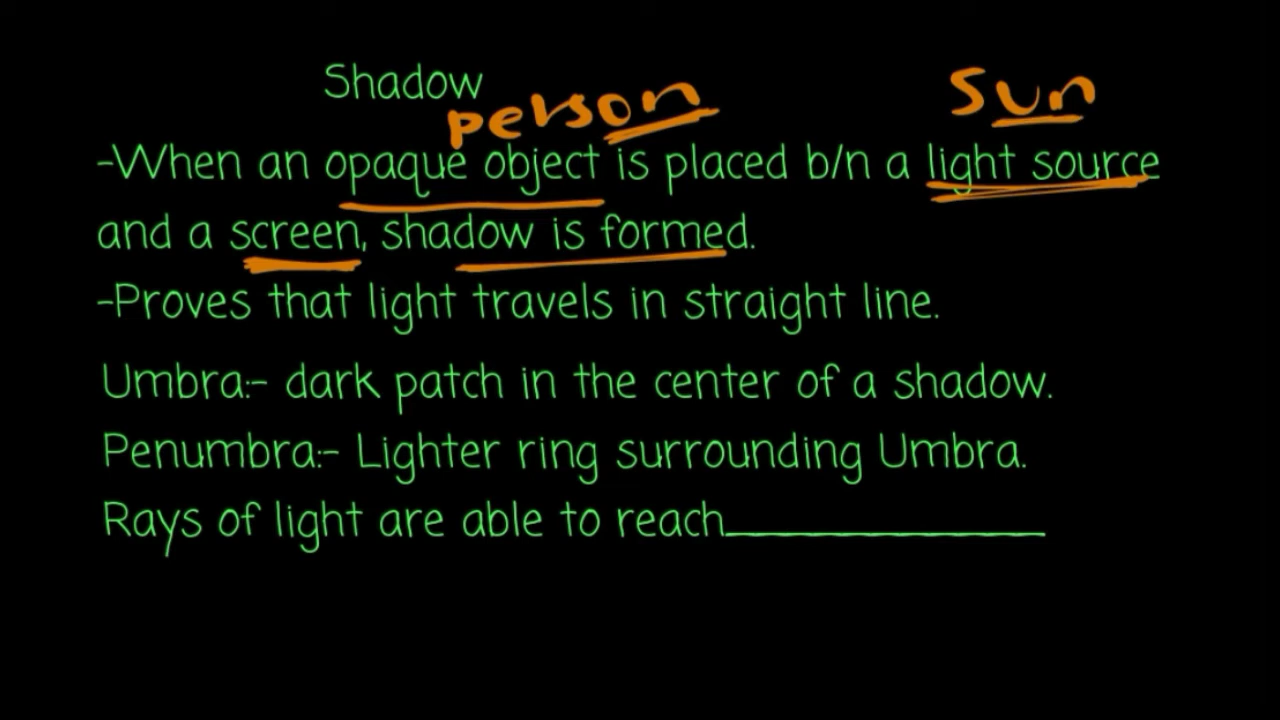 Shadow
person
Sun
-When an opaque object is placed b/n a light source
and a screen, shadow is formed.
-Proves that light travels in straight line.
Umbra:- dark patch in the center of a shadow.
Penumbra:- Lighter ring surrounding Umbra.
Rays of light are able to reach______________